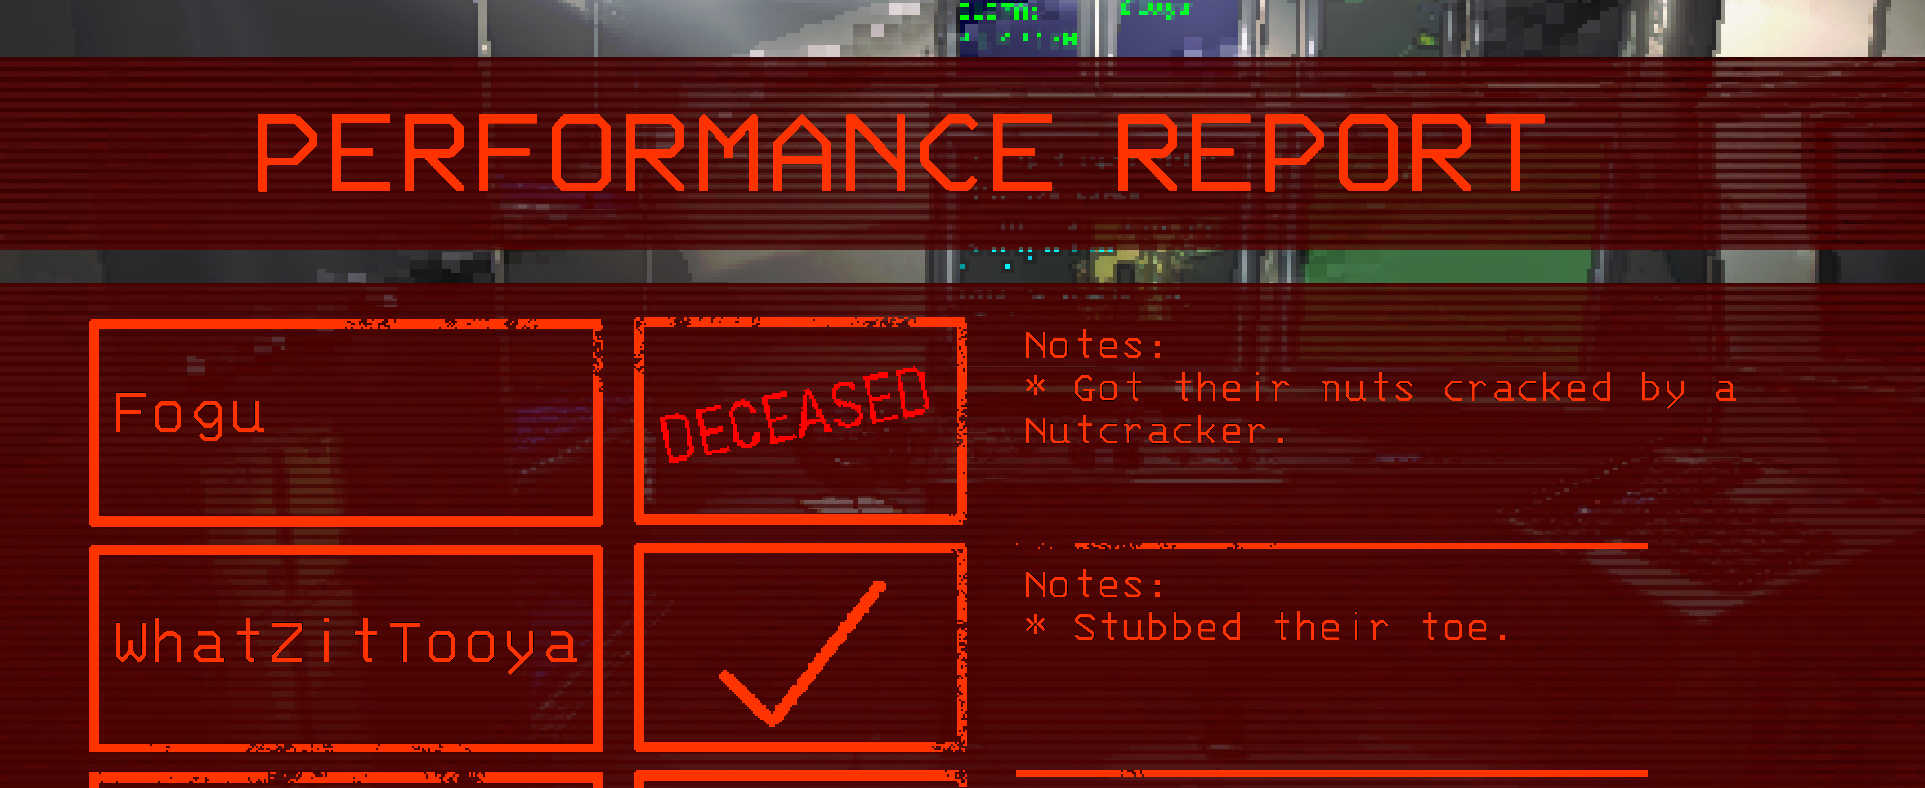 PERFORMANCE REPORT
Fogu
DECEASED
Notes:
* Got their nuts cracked by a
Nutcracker.
WhatZitTooya
Notes:
* Stubbed their toe.